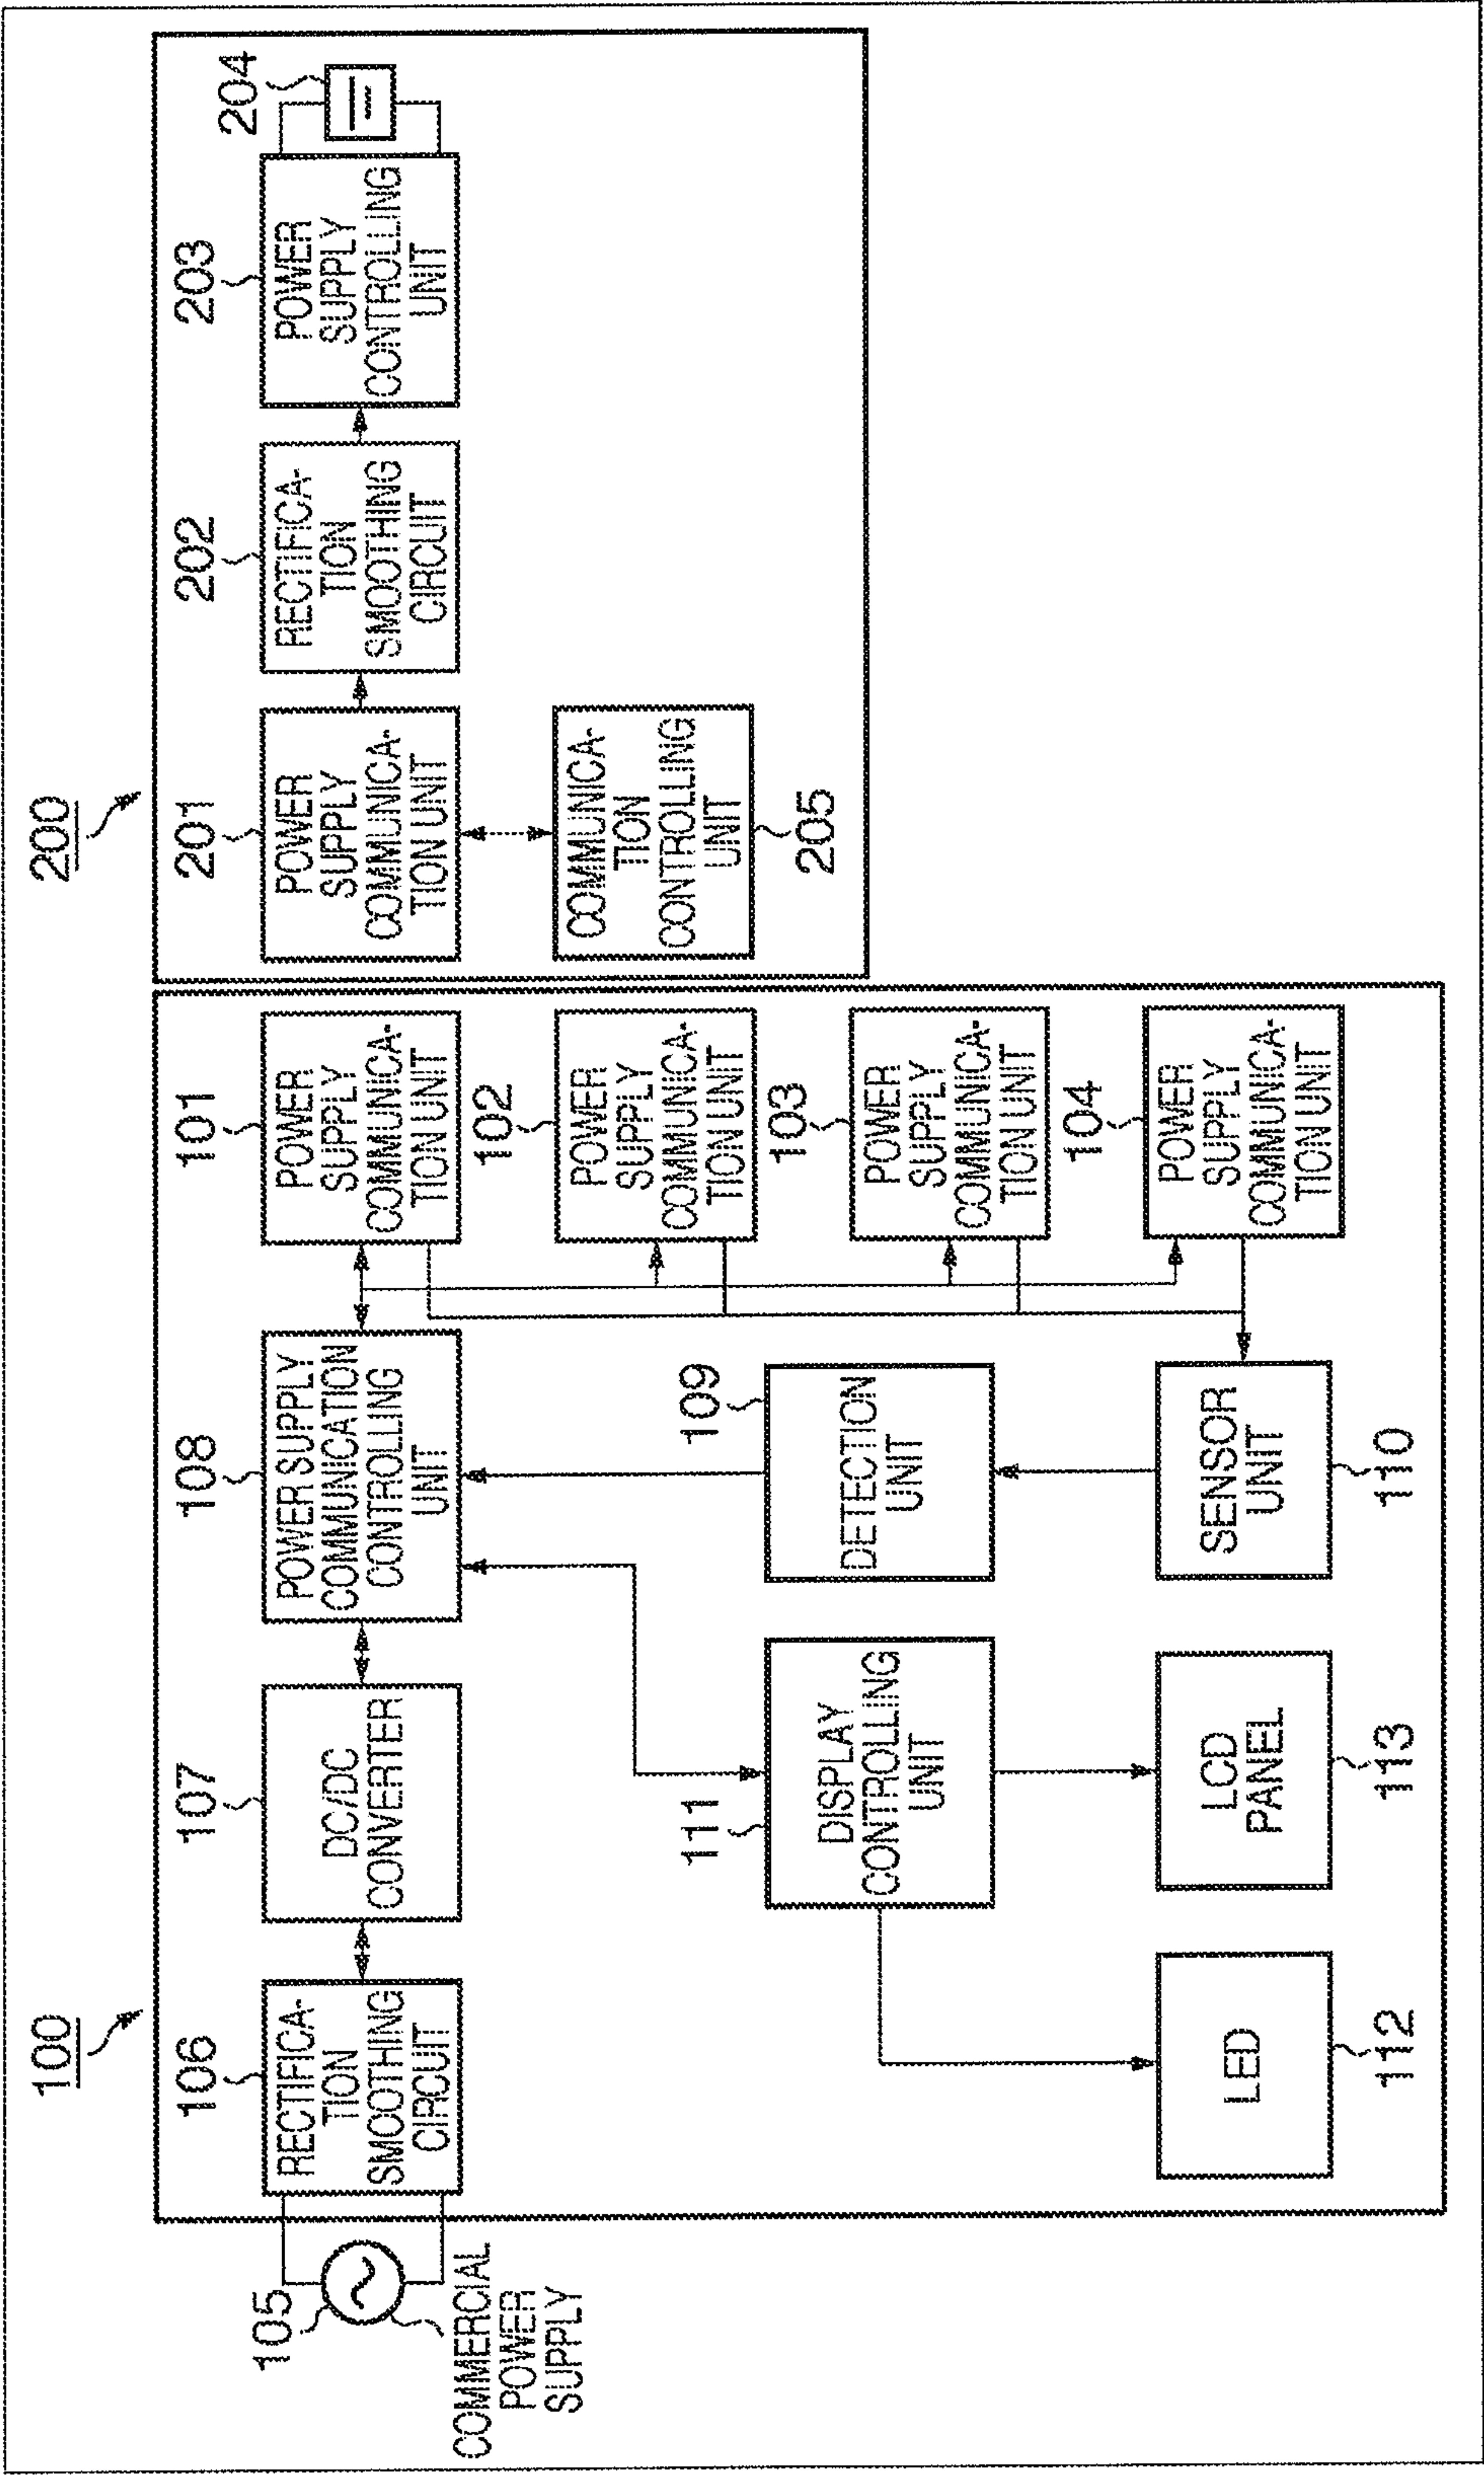 100
200
106
RECTIFICA-
TION
SMOOTHING
CIRCUIT
107
DC/DC
CONVERTER
108
POWER SUPPLY
COMMUNICATION
CONTROLLING
UNIT
101
POWER
SUPPLY
COMMUNICA-
TION UNIT
201
POWER
SUPPLY
COMMUNICA-
TION UNIT
202
RECTIFICA-
TION
SMOOTHING
CIRCUIT
203
POWER
SUPPLY
CONTROLLING
UNIT
204
105
COMMERCIAL
POWER
SUPPLY
102
POWER
SUPPLY
COMMUNICA-
TION UNIT
COMMUNICA-
TION
CONTROLLING
UNIT
205
111
DISPLAY
CONTROLLING
UNIT
109
DETECTION
UNIT
103
POWER
SUPPLY
COMMUNICA-
TION UNIT
104
POWER
SUPPLY
COMMUNICA-
TION UNIT
LED
112
LCD
PANEL
113
SENSOR
UNIT
110